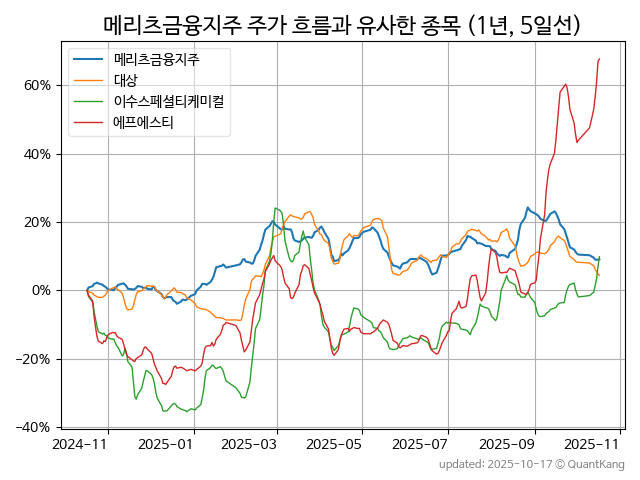 메리츠금융지주 주가 흐름과 유사한 종목 (1년, 5일선)
메리츠금융지주
대상
이수스페셜티케미컬
에프에스티
60%
40%
20%
0%
−20%
−40%
2024−11
2025−01
2025−03
2025−05
2025−07
2025−09
2025−11
updated: 2025-10-17 © QuantKang